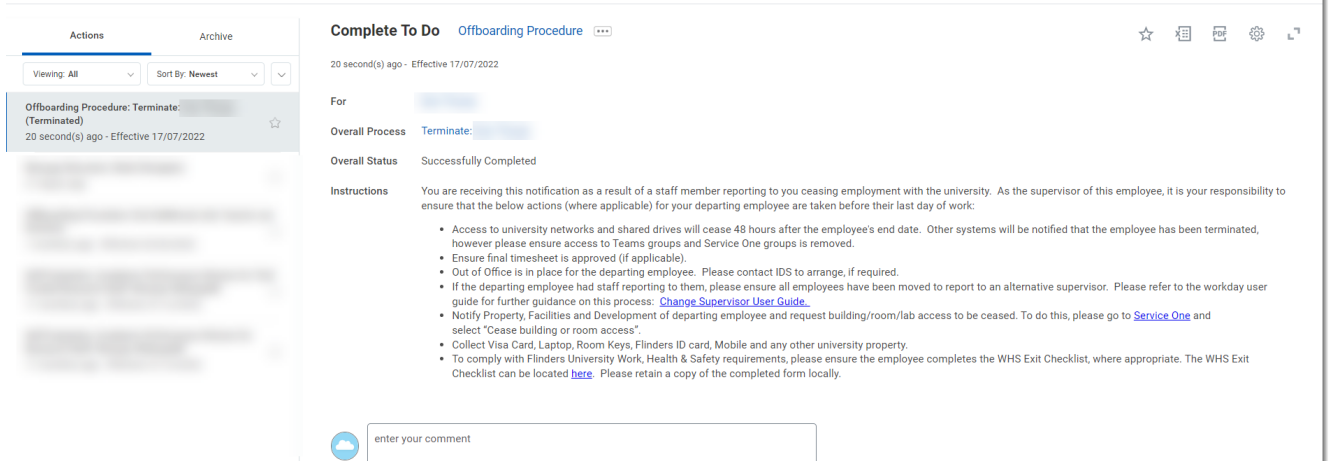 Actions Archive
Viewing: All Sort By: Newest
Offboarding Procedure: Terminate:
(Terminated)
20 second(s) ago - Effective 17/07/2022
Complete To Do Offboarding Procedure
20 second(s) ago - Effective 17/07/2022
For
Overall Process Terminate:
Overall Status Successfully Completed
Instructions You are receiving this notification as a result of a staff member reporting to you ceasing employment with the university. As the supervisor of this employee, it is your responsibility to
ensure that the below actions (where applicable) for your departing employee are taken before their last day of work:
• Access to university networks and shared drives will cease 48 hours after the employee's end date. Other systems will be notified that the employee has been terminated,
however please ensure access to Teams groups and Service One groups is removed.
• Ensure final timesheet is approved (if applicable).
• Out of Office is in place for the departing employee. Please contact IDS to arrange, if required.
• If the departing employee had staff reporting to them, please ensure all employees have been moved to report to an alternative supervisor. Please refer to the workday user
guide for further guidance on this process: Change Supervisor User Guide.
• Notify Property, Facilities and Development of departing employee and request building/room/lab access to be ceased. To do this, please go to Service One and
select “Cease building or room access”.
• Collect Visa Card, Laptop, Room Keys, Flinders ID card, Mobile and any other university property.
• To comply with Flinders University Work, Health & Safety requirements, please ensure the employee completes the WHS Exit Checklist, where appropriate. The WHS Exit
Checklist can be located here. Please retain a copy of the completed form locally.
enter your comment
PDF